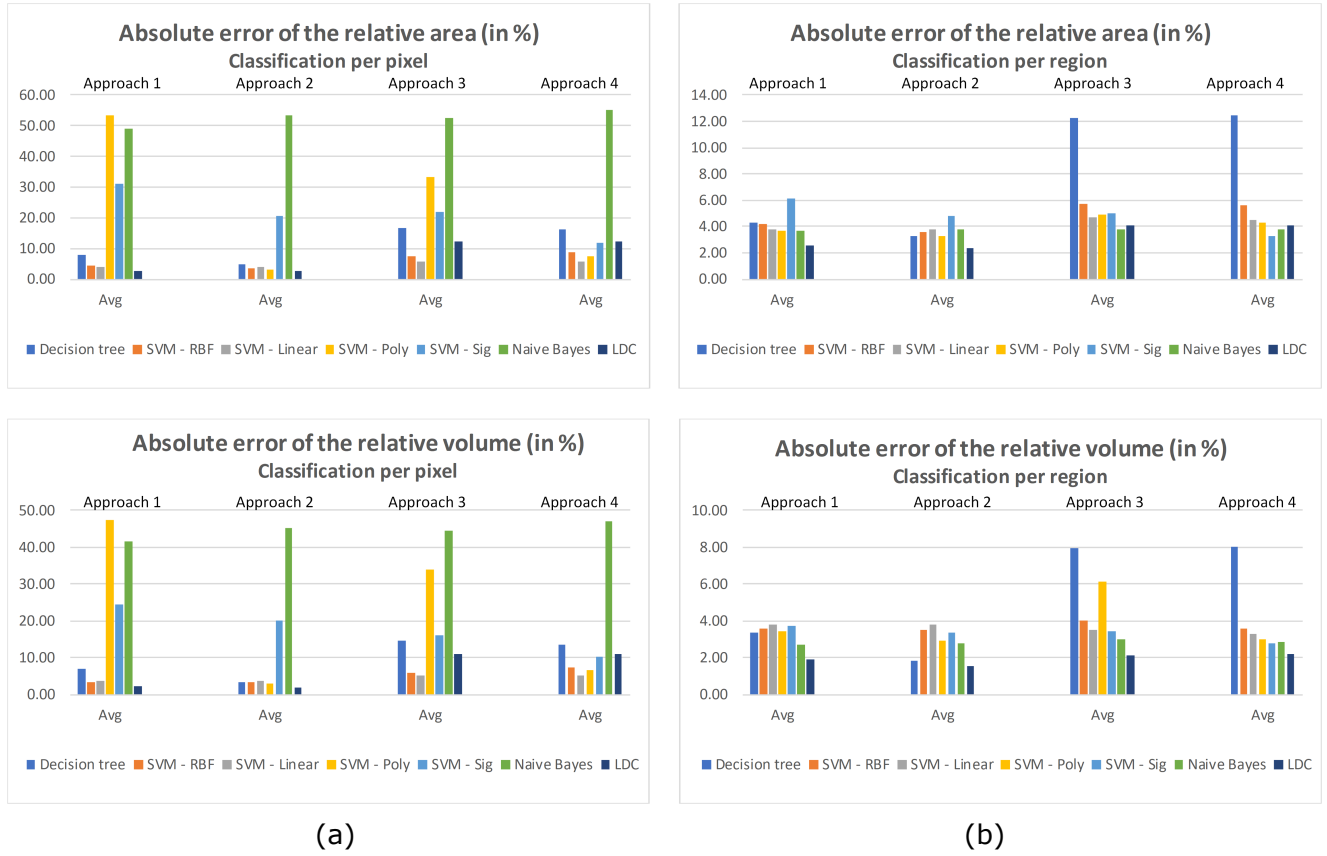 Absolute error of the relative area (in %)
Classification per pixel
Approach 1 Approach 2 Approach 3 Approach 4
60.00
50.00
40.00
30.00
20.00
10.00
0.00
Avg Avg Avg Avg
Decision tree SVM - RBF SVM - Linear SVM - Poly SVM - Sig Naive Bayes LDC
Absolute error of the relative area (in %)
Classification per region
Approach 1 Approach 2 Approach 3 Approach 4
14.00
12.00
10.00
8.00
6.00
4.00
2.00
0.00
Avg Avg Avg Avg
Decision tree SVM - RBF SVM - Linear SVM - Poly SVM - Sig Naive Bayes LDC
Absolute error of the relative volume (in %)
Classification per pixel
Approach 1 Approach 2 Approach 3 Approach 4
50.00
40.00
30.00
20.00
10.00
0.00
Avg Avg Avg Avg
Decision tree SVM - RBF SVM - Linear SVM - Poly SVM - Sig Naive Bayes LDC
Absolute error of the relative volume (in %)
Classification per region
Approach 1 Approach 2 Approach 3 Approach 4
10.00
8.00
6.00
4.00
2.00
0.00
Avg Avg Avg Avg
Decision tree SVM - RBF SVM - Linear SVM - Poly SVM - Sig Naive Bayes LDC
(a) (b)